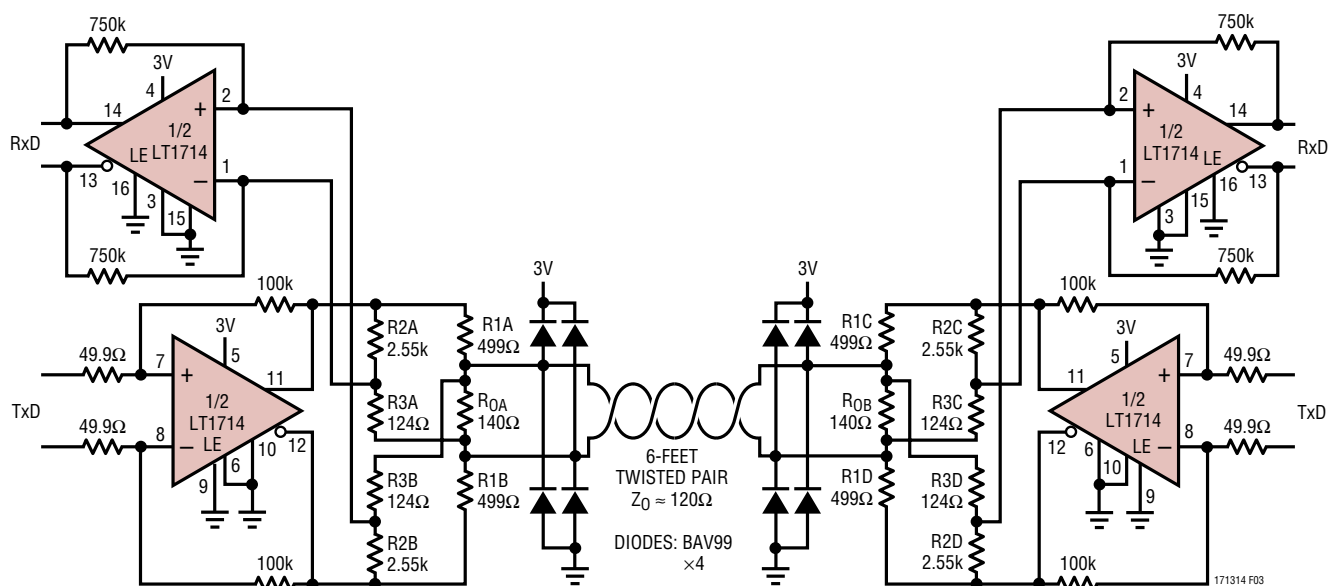 750k
3V
4
14
+
2
1/2
LT1714
RxD
LE
1
13
16
3
15
–
750k
100k
3V
49.9Ω
7
5
+
11
1/2
LT1714
TxD
49.9Ω
8
LE
–
6
10
12
9
100k
R2A
2.55k
R1A
499Ω
R3A
124Ω
R0A
140Ω
R3B
124Ω
R1B
499Ω
R2B
2.55k
3V
6-FEET
TWISTED PAIR
Z0 ≈ 120Ω
DIODES: BAV99
×4
3V
R1C
499Ω
R2C
2.55k
R0B
140Ω
R3C
124Ω
R1D
499Ω
R3D
124Ω
R2D
2.55k
750k
3V
4
2
+
14
1/2
LT1714
RxD
1
LE
–
16
13
15
3
750k
100k
3V
5
7
49.9Ω
11
+
1/2
LT1714
TxD
12
LE
–
8
49.9Ω
6
10
9
100k
171314 F03